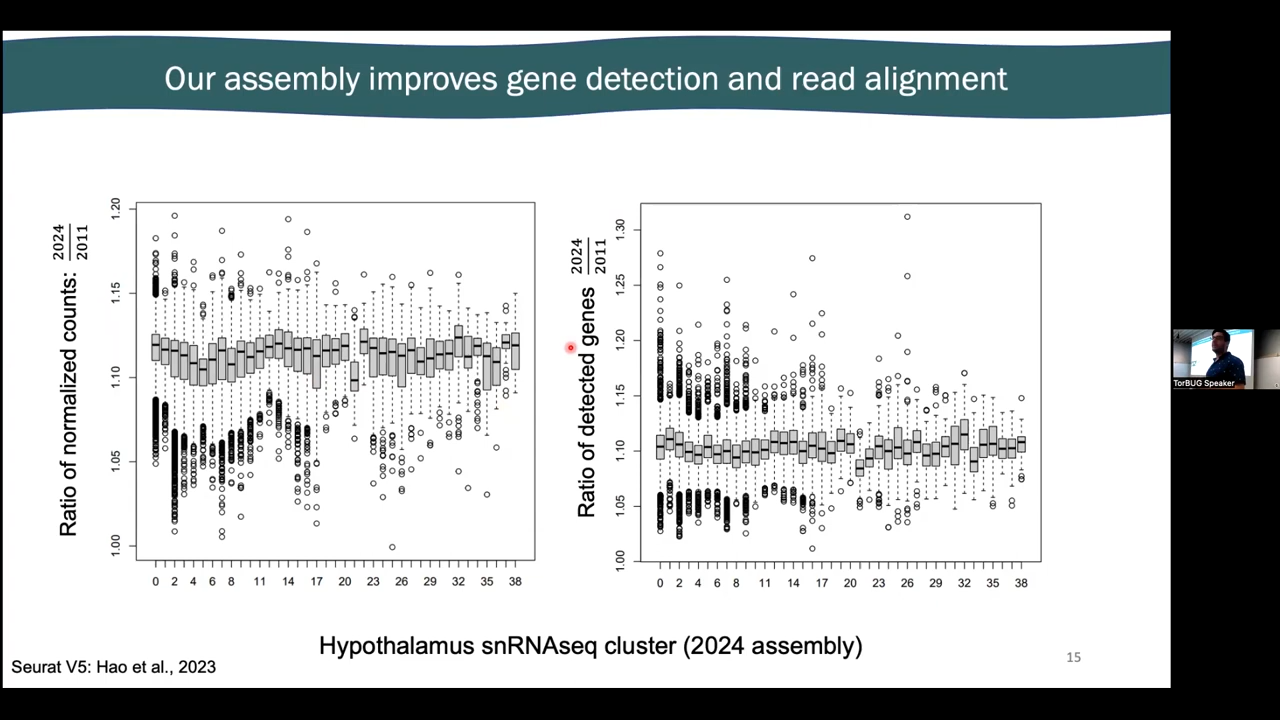 Our assembly improves gene detection and read alignment
Ratio of normalized counts: 2024
2011
1.20
1.15
1.10
1.05
1.00
0 2 4 6 8 11 14 17 20 23 26 29 32 35 38
Ratio of detected genes 2024
2011
1.30
1.25
1.20
1.15
1.10
1.05
1.00
0 2 4 6 8 11 14 17 20 23 26 29 32 35 38
Hypothalamus snRNAseq cluster (2024 assembly)
Seurat V5: Hao et al., 2023
15
TorBUG Speaker